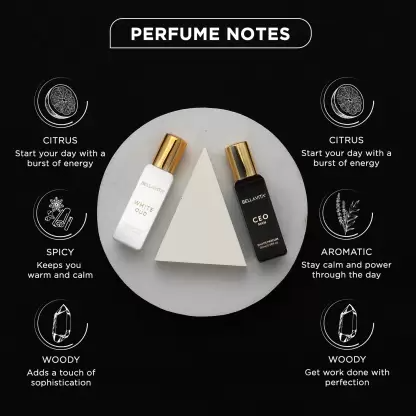 PERFUME NOTES
CITRUS
Start your day with a
burst of energy
SPICY
Keeps you
warm and calm
WOODY
Adds a touch of
sophistication
BELLAVITA
WHITE
OUD
BELLAVITA
CEO
MAN
CITRUS
Start your day with a
burst of energy
AROMATIC
Stay calm and power
through the day
WOODY
Get work done with
perfection